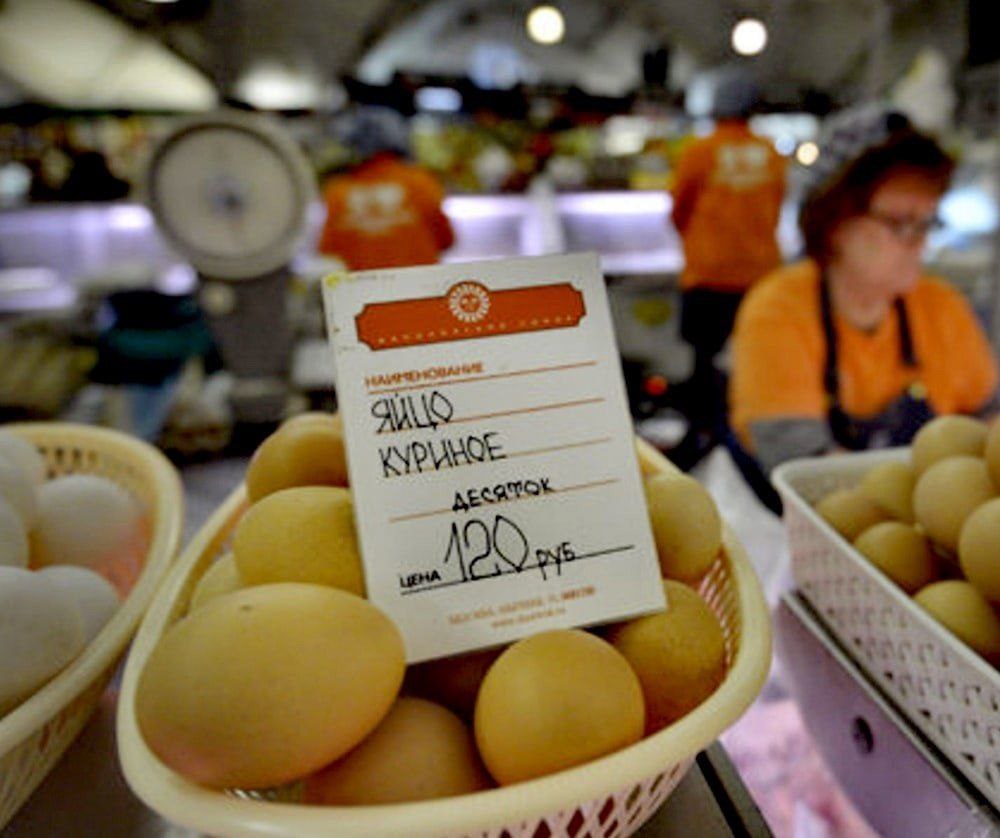 НАИМЕНОВАНИЕ
ЯЙЦО
КУРИНОЕ
ДЕСЯТОК
ЦЕНА 120 РУБ